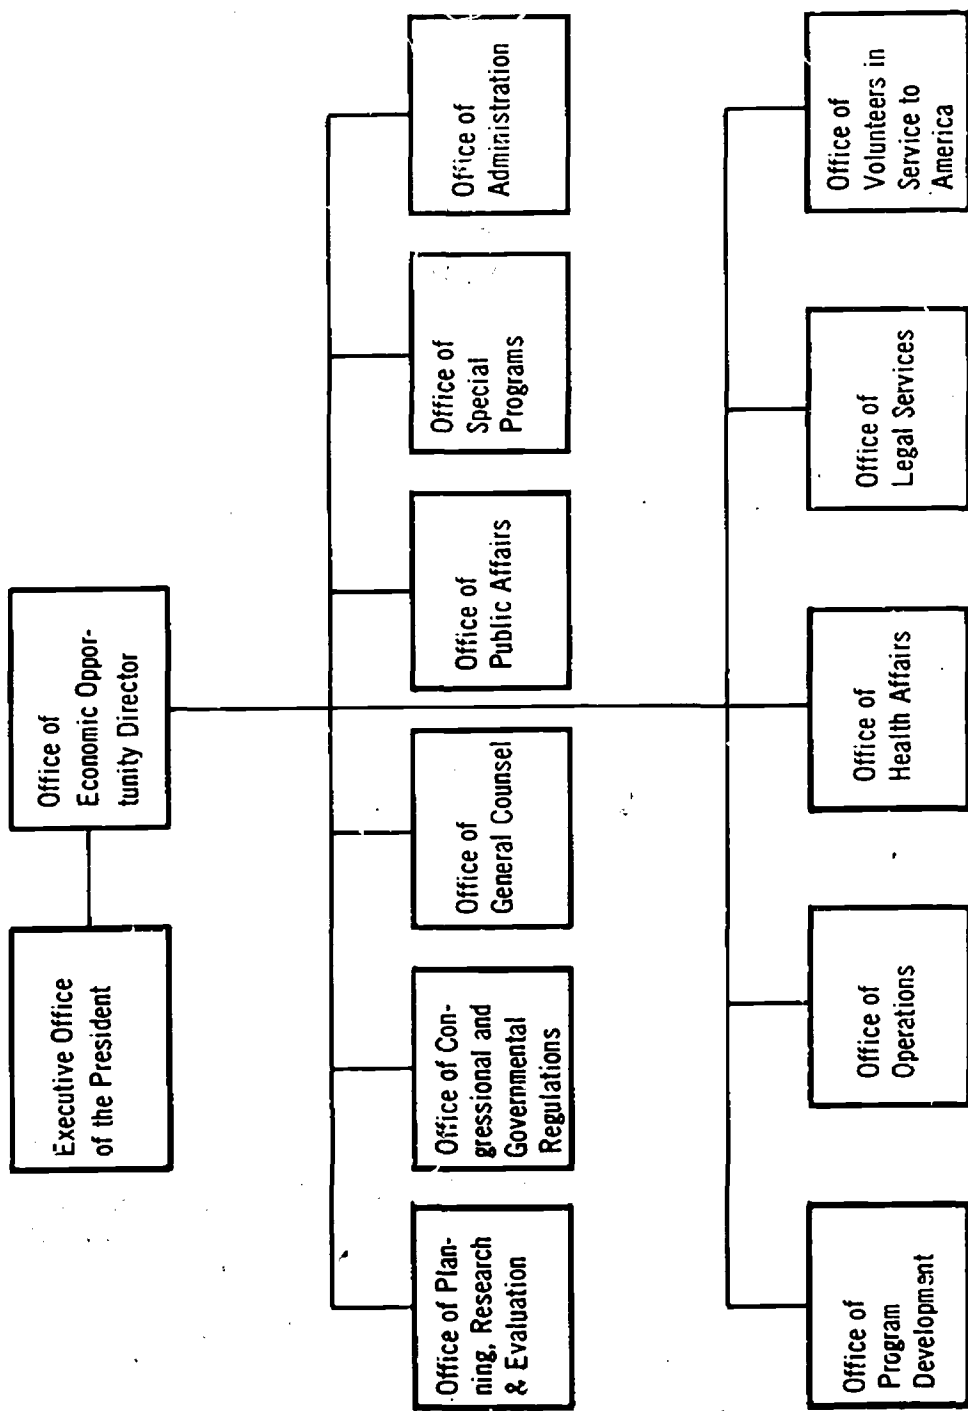 Executive Office
of the President
Office of
Economic Oppor-
tunity Director
Office of Plan-
ning, Research
& Evaluation
Office of Con-
gressional and
Governmental
Regulations
Office of
General Counsel
Office of
Public Affairs
Office of
Special
Programs
Office of
Administration
Office of
Program
Development
Office of
Operations
Office of
Health Affairs
Office of
Legal Services
Office of
Volunteers in
Service to
America